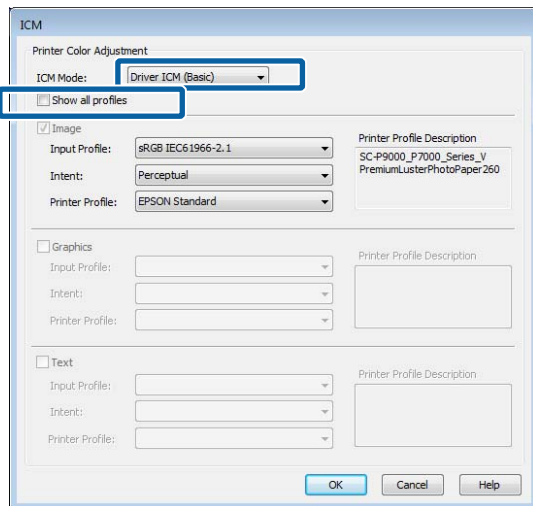 ICM
Printer Color Adjustment
ICM Mode: Driver ICM (Basic)
Show all profiles
Image
Input Profile: sRGB IEC61966-2.1
Intent: Perceptual
Printer Profile: EPSON Standard
Printer Profile Description
SC-P9000_P7000_Series_V
PremiumLusterPhotoPaper260
Graphics
Input Profile:
Intent:
Printer Profile:
Printer Profile Description
Text
Input Profile:
Intent:
Printer Profile:
Printer Profile Description
OK Cancel Help